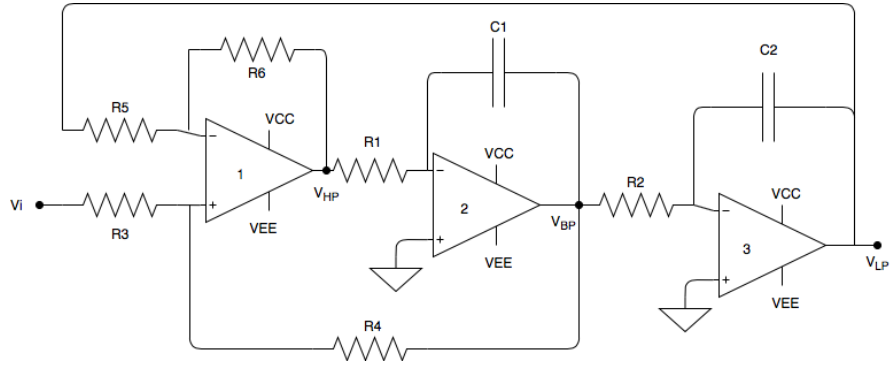 C1
C2
R6
R5
VCC
1
R1
VCC
2
R2
VCC
3
Vi
R3
VEE
VHP
VEE
VBP
VEE
VLP
R4
-
+
-
+
-
+